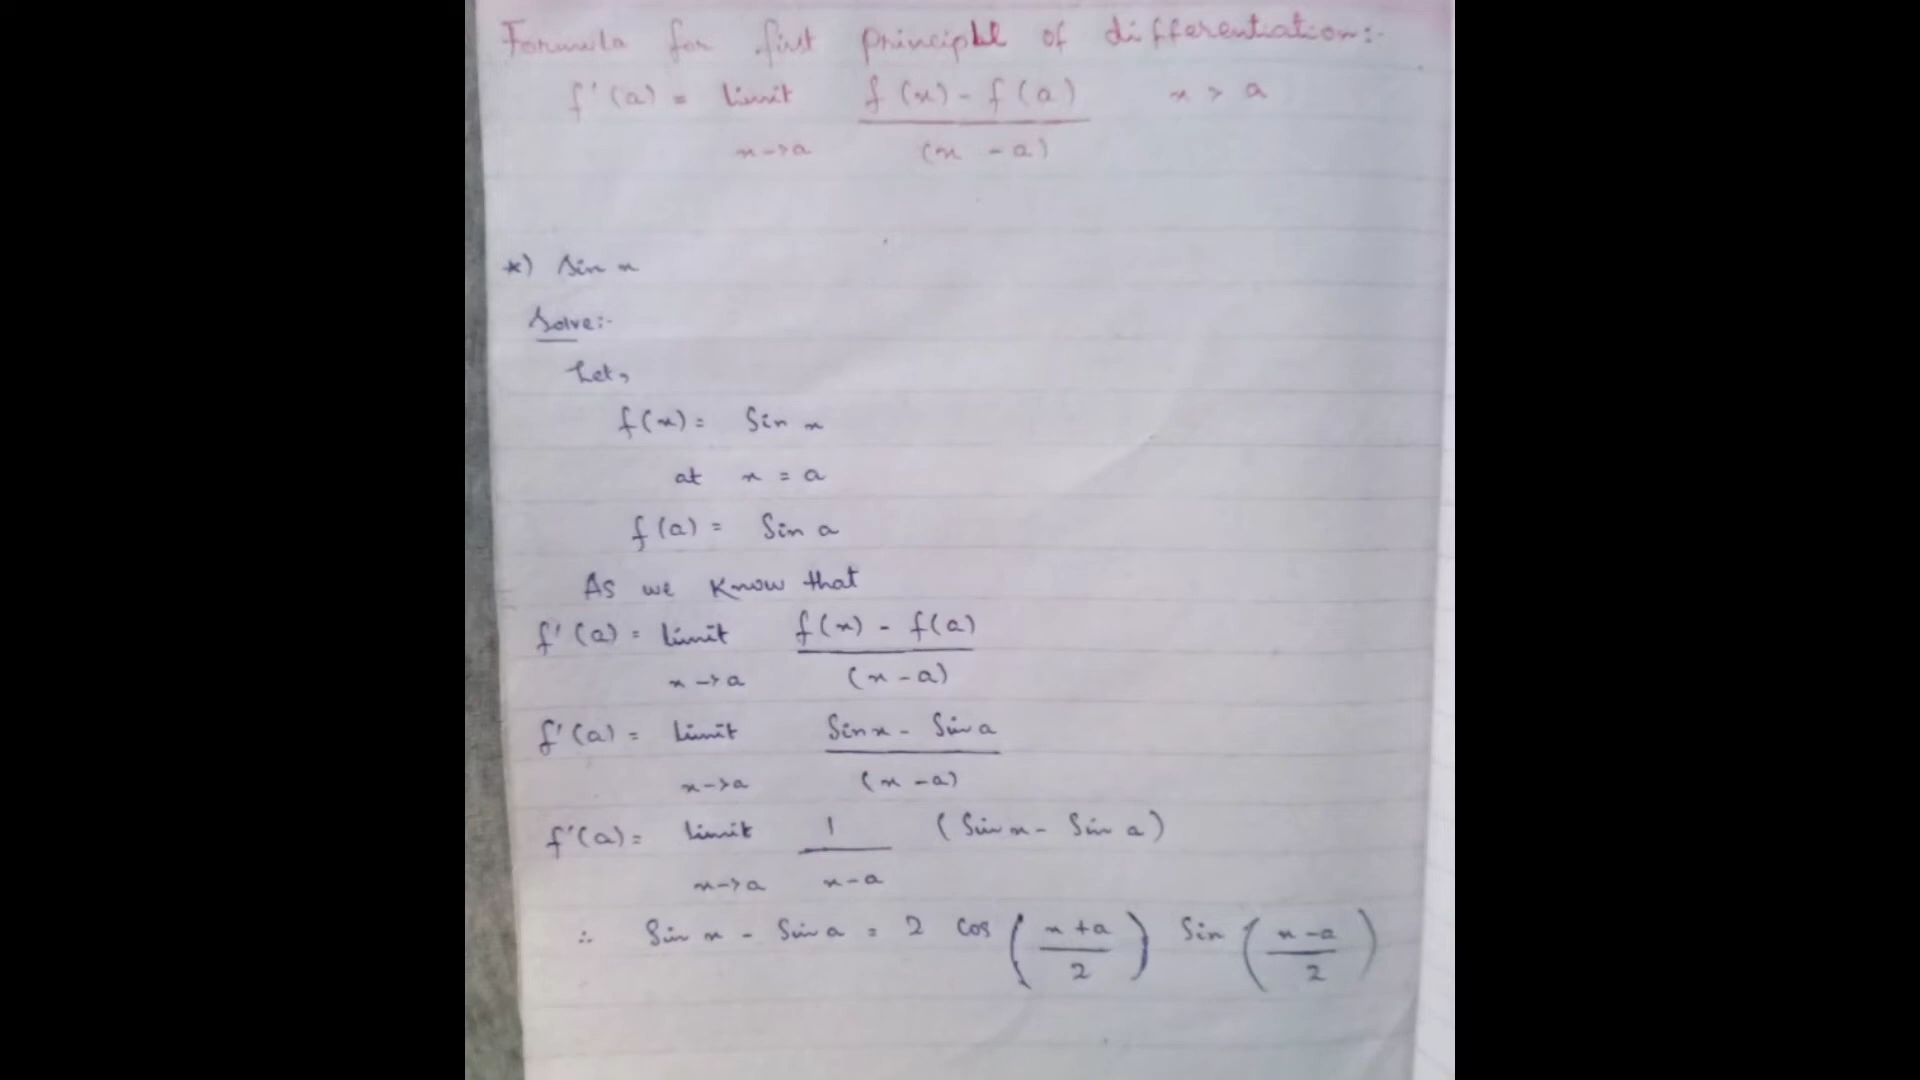 Formula for first principle of differentiation:-
f'(a) = limit f(x) - f(a) x > a
x->a (x - a)
*) Sin x
Solve:-
Let,
f(x) = Sin x
at x = a
f(a) = Sin a
As we know that
f'(a) = limit f(x) - f(a)
x->a (x - a)
f'(a) = limit Sin x - Sin a
x->a (x - a)
f'(a) = limit 1 (Sin x - Sin a)
x->a x-a
∴ Sin x - Sin a = 2 Cos (x + a / 2) Sin (x - a / 2)